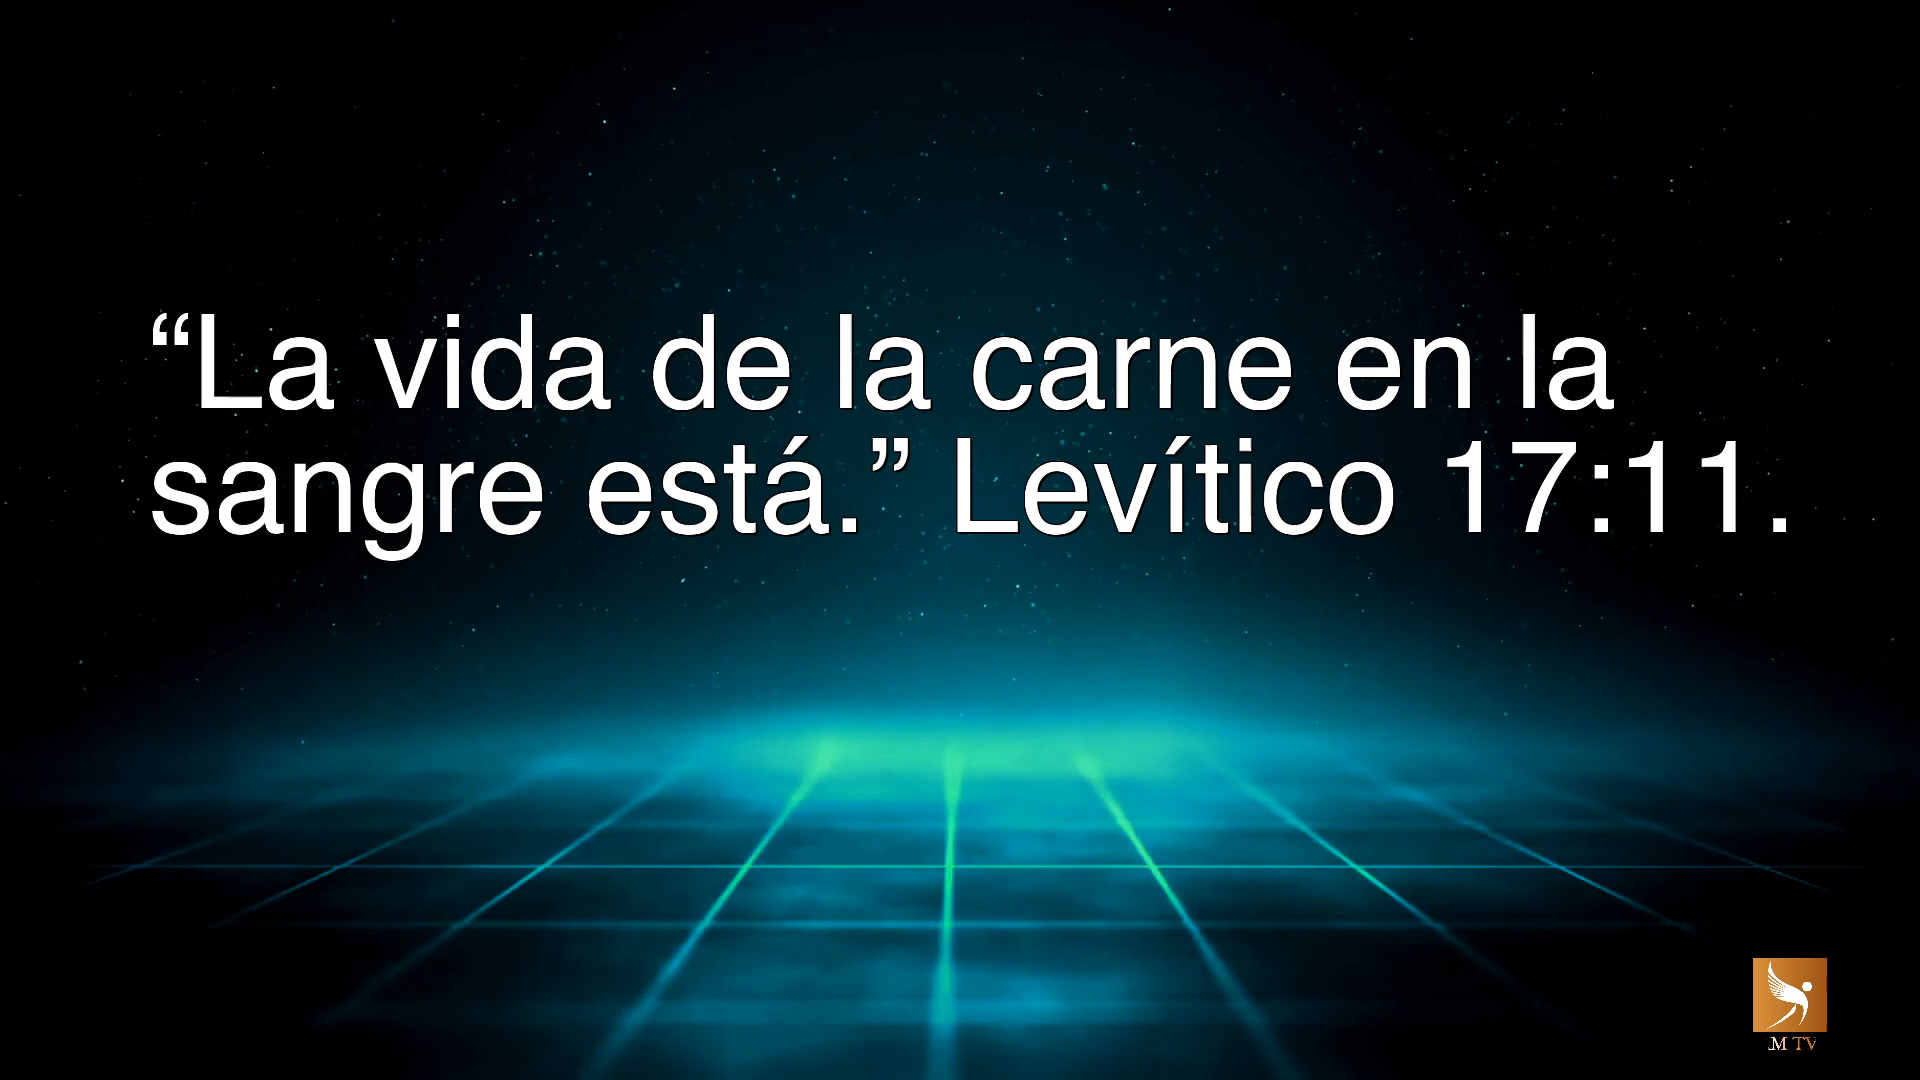 “La vida de la carne en la
sangre está.” Levítico 17:11.
.M TV